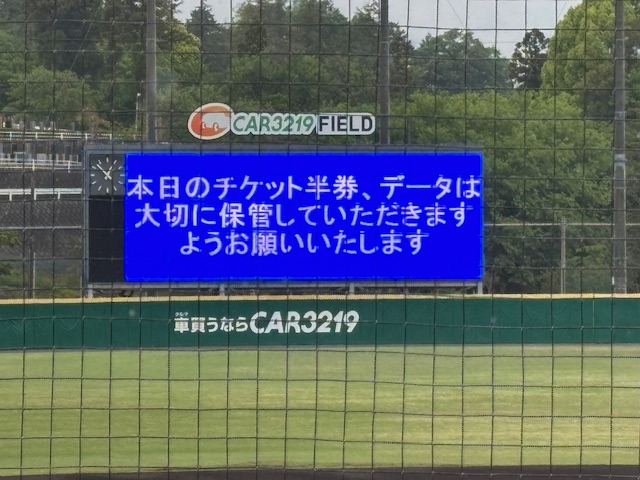 CAR3219 FIELD
本日のチケット半券、データは
大切に保管していただきます
ようお願いいたします
車買うならCAR3219